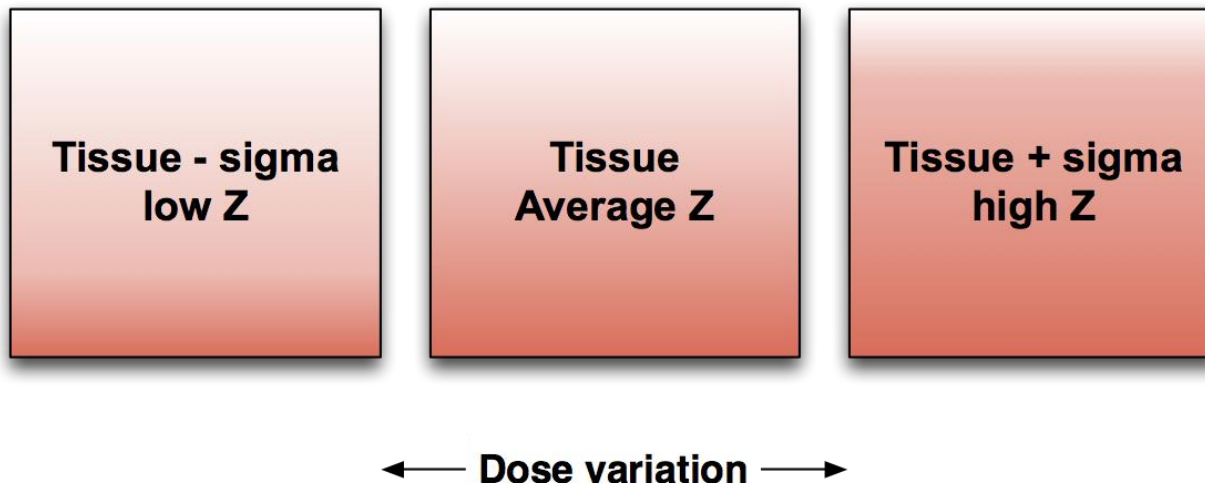 Tissue - sigma
low Z
Tissue
Average Z
Tissue + sigma
high Z
Dose variation